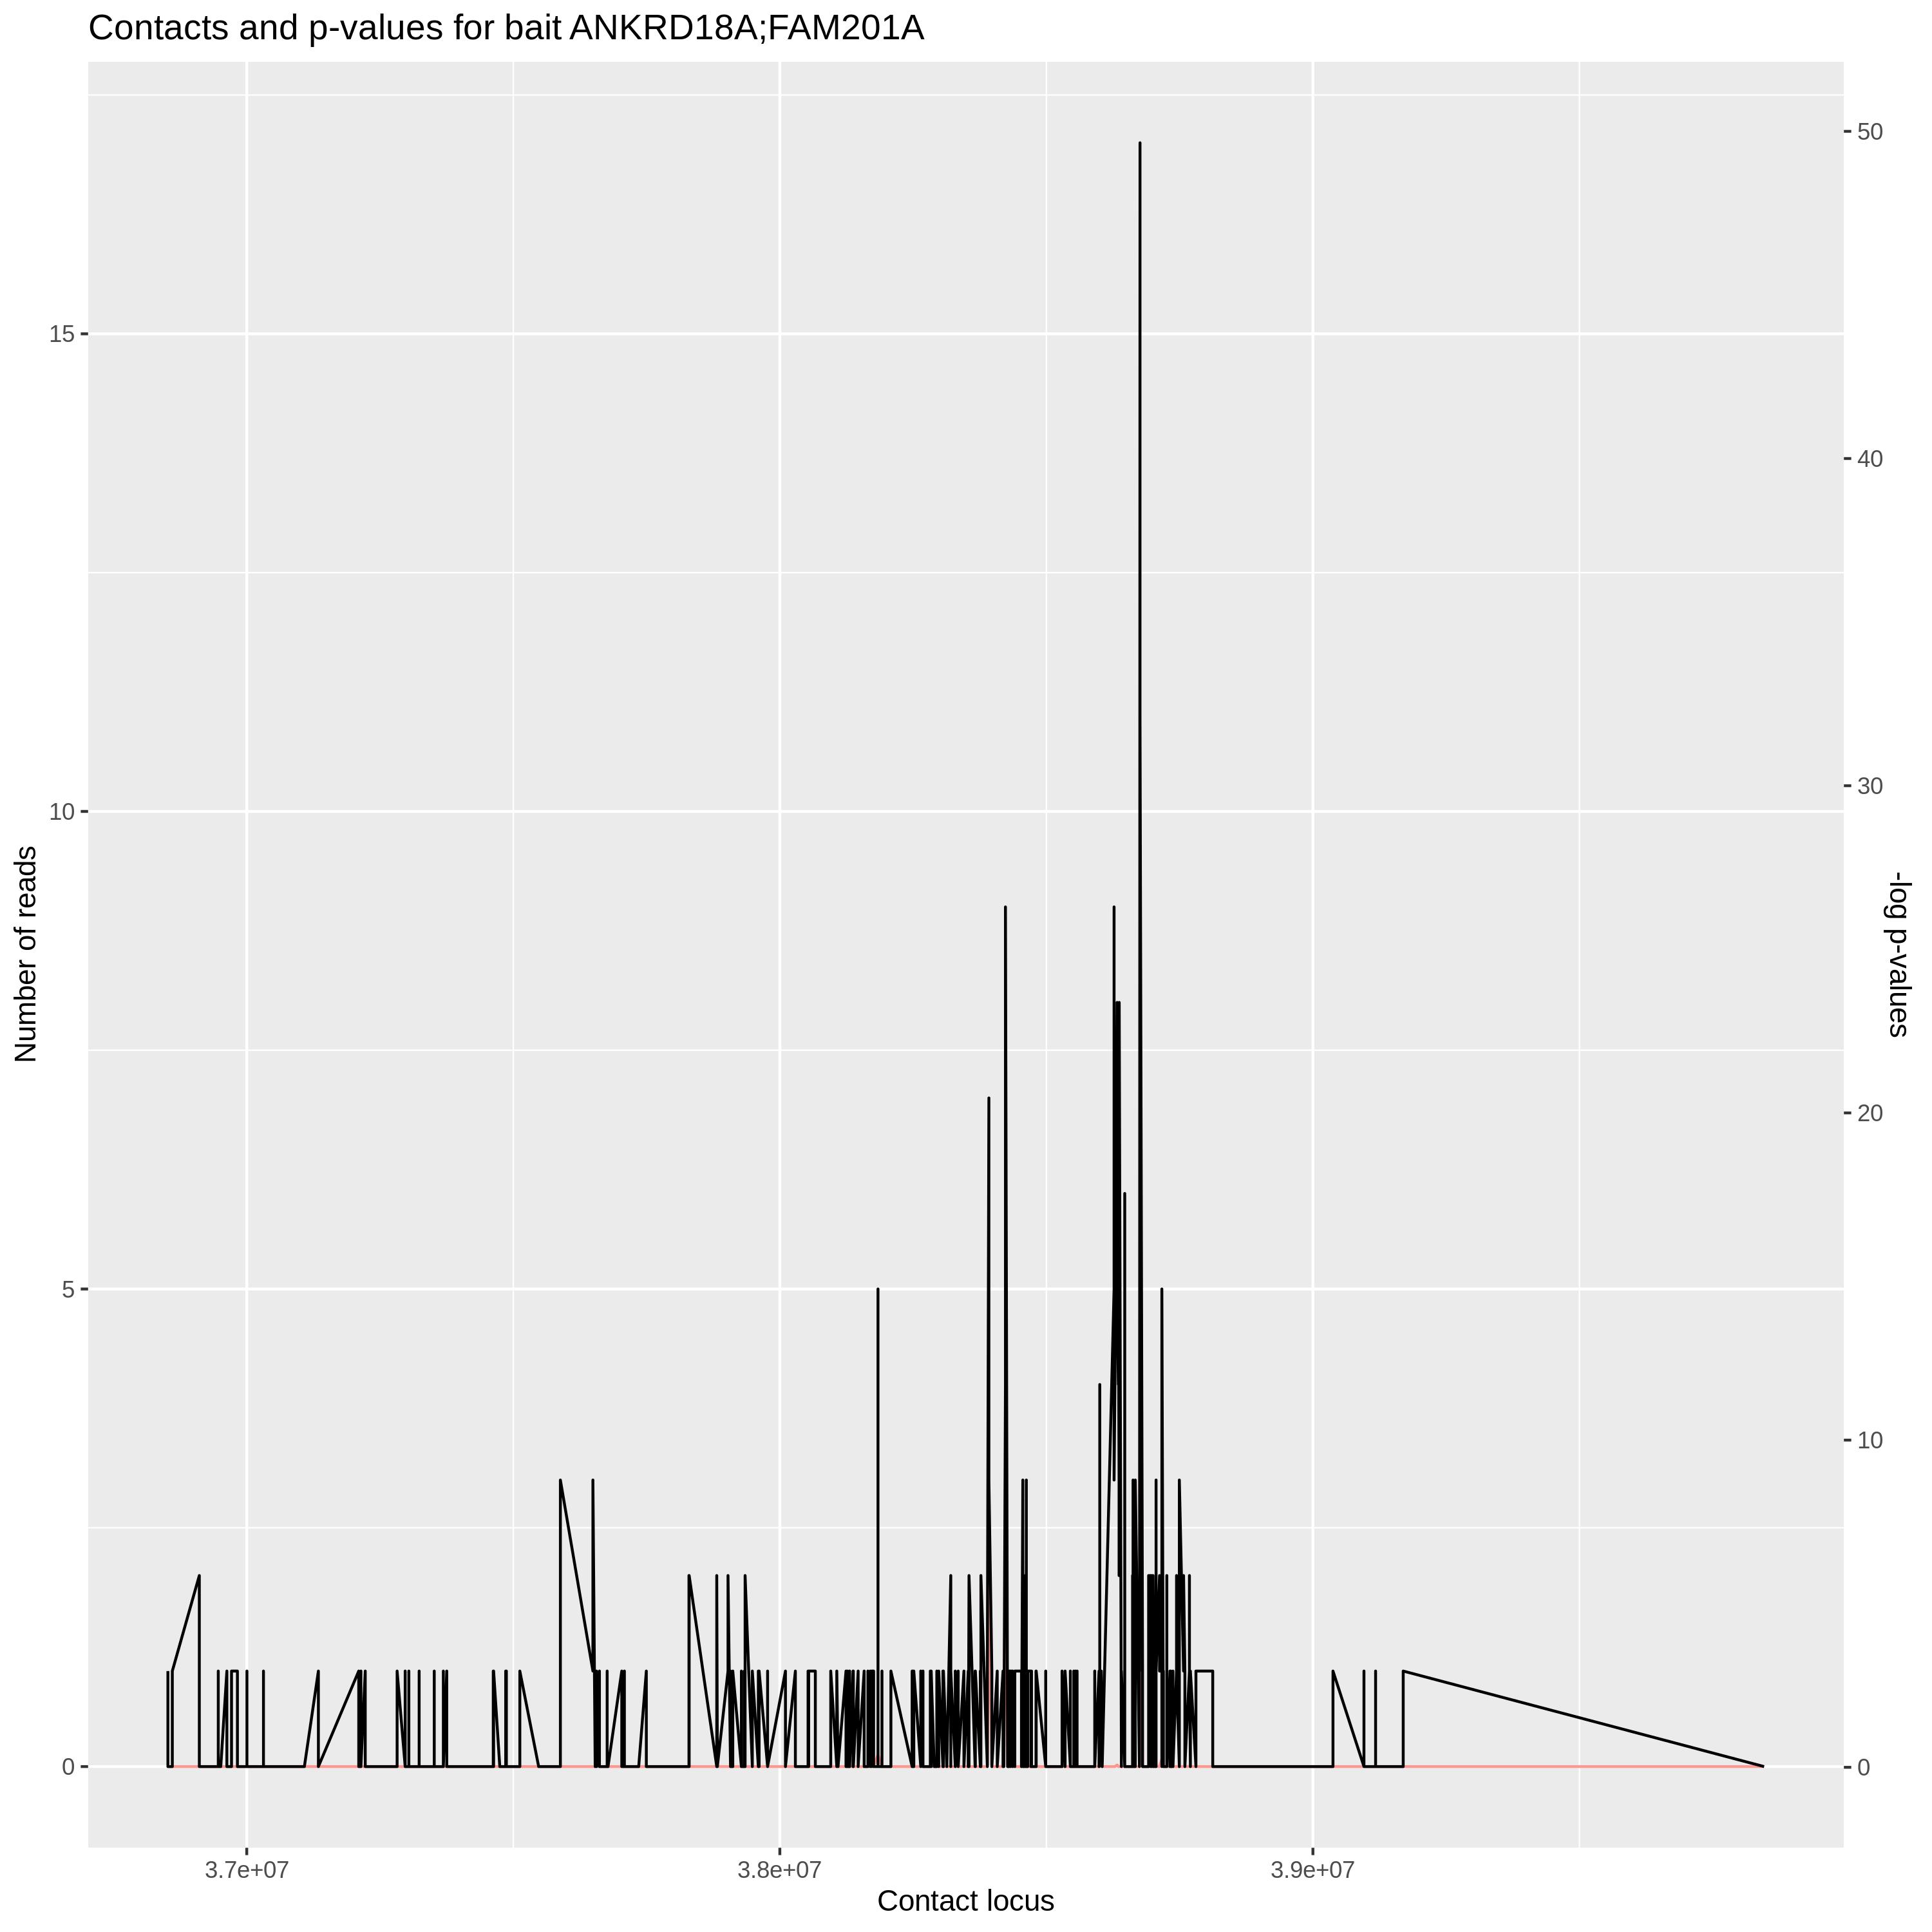 Contacts and p-values for bait ANKRD18A;FAM201A
Number of reads
15
10
5
0
50
40
30
20
10
0
-log p-values
3.7e+07 3.8e+07 3.9e+07
Contact locus